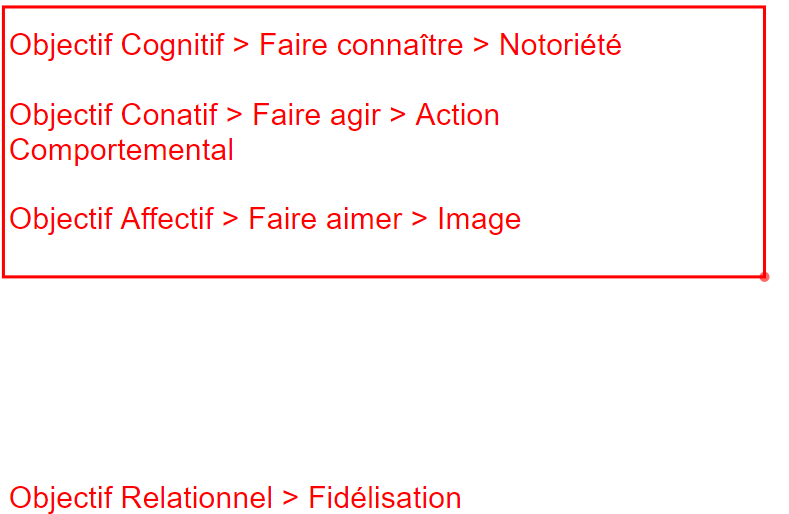 Objectif Cognitif > Faire connaître > Notoriété
Objectif Conatif > Faire agir > Action
Comportemental
Objectif Affectif > Faire aimer > Image
Objectif Relationnel > Fidélisation